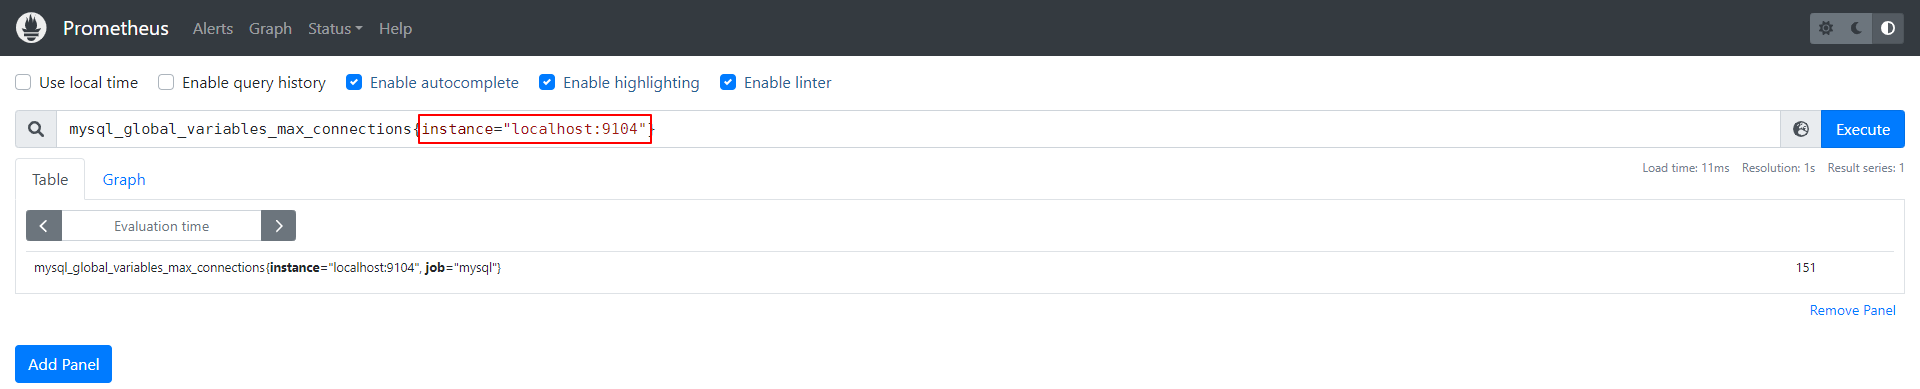 Prometheus Alerts Graph Status Help
Use local time Enable query history Enable autocomplete Enable highlighting Enable linter
mysql_global_variables_max_connections{instance="localhost:9104"} Execute
Table Graph Load time: 11ms Resolution: 1s Result series: 1
Evaluation time
mysql_global_variables_max_connections{instance="localhost:9104", job="mysql"} 151
Remove Panel
Add Panel